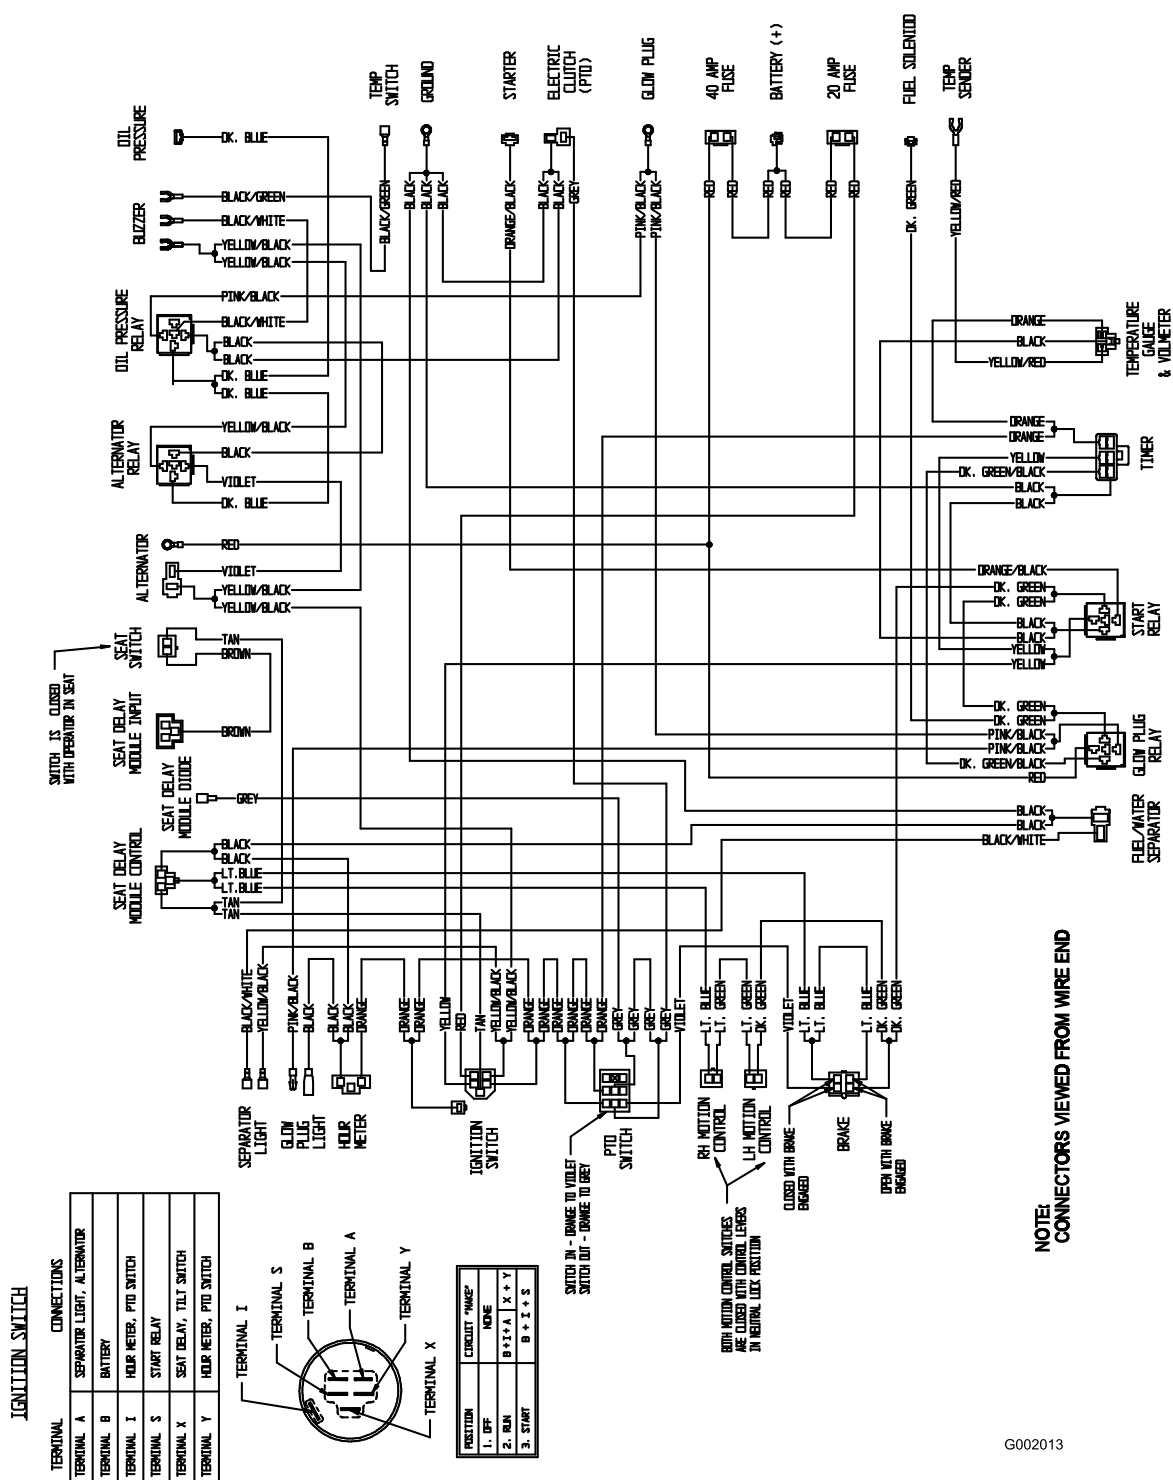 OIL
PRESSURE
DK. BLUE
BUZZER
BLACK/GREEN
BLACK/WHITE
YELLOW/BLACK
YELLOW/BLACK
OIL PRESSURE
RELAY
PINK/BLACK
BLACK/WHITE
BLACK
BLACK
DK. BLUE
DK. BLUE
ALTERNATOR
RELAY
YELLOW/BLACK
BLACK
VIOLET
DK. BLUE
ALTERNATOR
RED
VIOLET
YELLOW/BLACK
YELLOW/BLACK
SEAT
SWITCH
TAN
BROWN
SWITCH IS CLOSED
WITH OPERATOR IN SEAT
SEAT DELAY
MODULE INPUT
BROWN
SEAT DELAY
MODULE DIODE
GREY
SEAT DELAY
MODULE CONTROL
BLACK
BLACK
LT.BLUE
LT.BLUE
TAN
TAN
TEMP
SWITCH
BLACK/GREEN
GROUND
BLACK
BLACK
BLACK
STARTER
ORANGE/BLACK
ELECTRIC
CLUTCH
(PTO)
BLACK
BLACK
GREY
GLOW PLUG
PINK/BLACK
PINK/BLACK
40 AMP
FUSE
RED
RED
BATTERY (+)
RED
RED
20 AMP
FUSE
RED
RED
FUEL SOLENIOD
DK. GREEN
TEMP
SENDER
YELLOW/RED
ORANGE
BLACK
YELLOW/RED
TEMPERATURE
GAUGE
& VOLMETER
ORANGE
ORANGE
YELLOW
DK. GREEN/BLACK
BLACK
BLACK
TIMER
ORANGE/BLACK
DK. GREEN
DK. GREEN
BLACK
BLACK
YELLOW
YELLOW
START
RELAY
DK. GREEN
DK. GREEN
PINK/BLACK
PINK/BLACK
DK. GREEN/BLACK
RED
GLOW PLUG
RELAY
BLACK
BLACK
BLACK/WHITE
FUEL/WATER
SEPARATOR
BLACK/WHITE
YELLOW/BLACK
SEPARATOR
LIGHT
PINK/BLACK
BLACK
GLOW
PLUG
LIGHT
BLACK
BLACK
ORANGE
HOUR
METER
ORANGE
ORANGE
YELLOW
RED
TAN
YELLOW/BLACK
YELLOW/BLACK
ORANGE
ORANGE
IGNITION
SWITCH
ORANGE
ORANGE
ORANGE
GREY
GREY
GREY
GREY
VIOLET
PTO
SWITCH
SWITCH IN - ORANGE TO VIOLET
SWITCH OUT - ORANGE TO GREY
LT. BLUE
LT. GREEN
RH MOTION
CONTROL
LT. GREEN
DK. GREEN
LH MOTION
CONTROL
BOTH MOTION CONTROL SWITCHES
ARE CLOSED WITH CONTROL LEVERS
IN NEUTRAL LOCK POSITION
VIOLET
LT. BLUE
LT. BLUE
LT. BLUE
DK. GREEN
DK. GREEN
BRAKE
CLOSED WITH BRAKE
ENGAGED
OPEN WITH BRAKE
ENGAGED
NOTE:
CONNECTORS VIEWED FROM WIRE END
IGNITION SWITCH
TERMINAL CONNECTIONS
TERMINAL A SEPARATOR LIGHT, ALTERNATOR
TERMINAL B BATTERY
TERMINAL I HOUR METER, PTO SWITCH
TERMINAL S START RELAY
TERMINAL X SEAT DELAY, TILT SWITCH
TERMINAL Y HOUR METER, PTO SWITCH
TERMINAL I
TERMINAL S
TERMINAL B
TERMINAL A
TERMINAL Y
TERMINAL X
POSITION CIRCUIT "MAKE"
1. OFF NONE
2. RUN B+I+A X + Y
3. START B + I + S
G002013